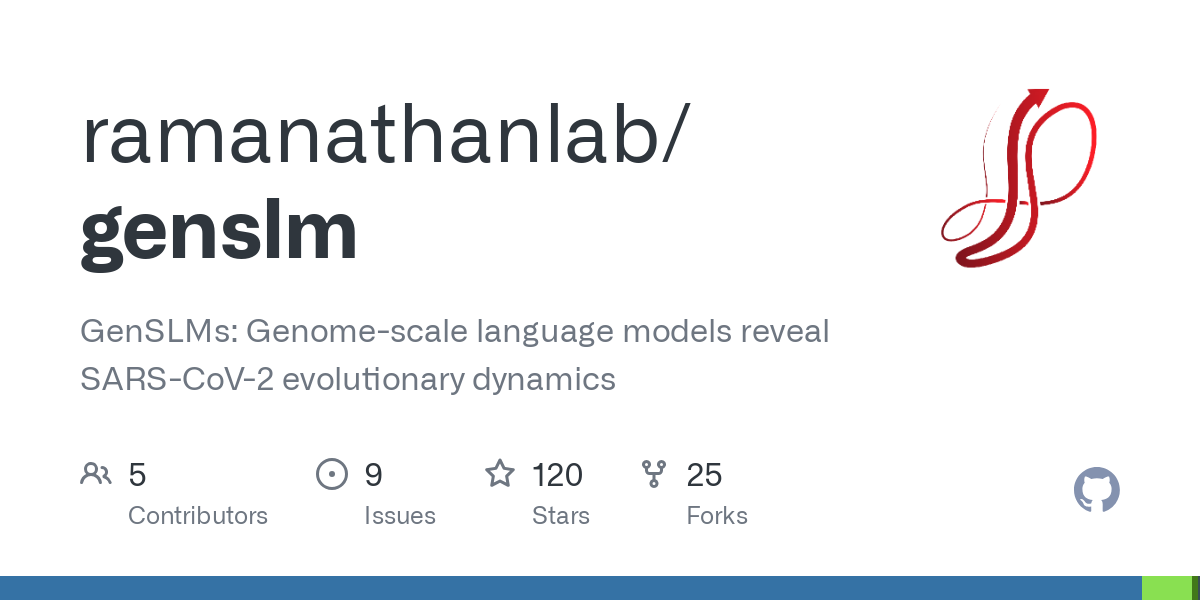 ramanathanlab/
genslm
GenSLMs: Genome-scale language models reveal
SARS-CoV-2 evolutionary dynamics
5 9 120 25
Contributors Issues Stars Forks